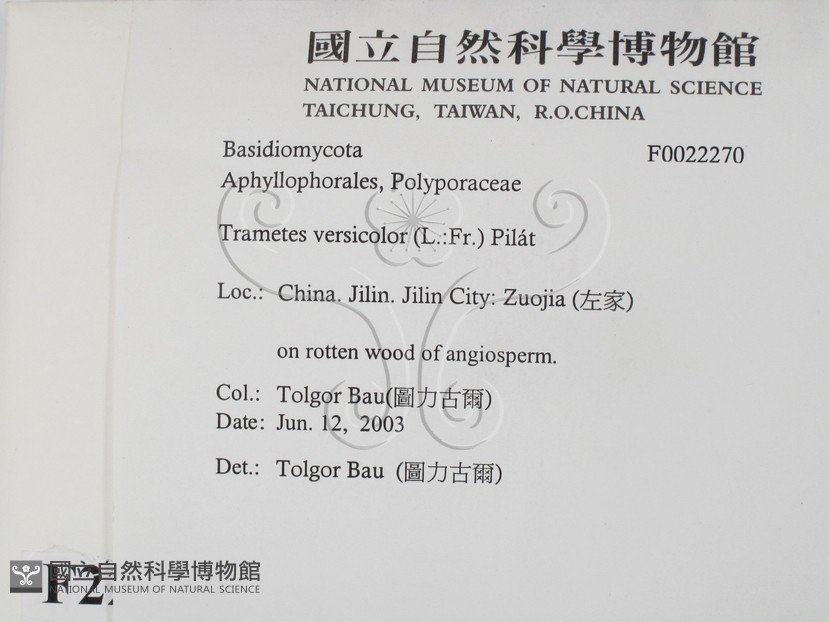 國立自然科學博物館
NATIONAL MUSEUM OF NATURAL SCIENCE
TAICHUNG, TAIWAN, R.O.CHINA
Basidiomycota F0022270
Aphyllophorales, Polyporaceae
Trametes versicolor (L.:Fr.) Pilát
Loc.: China. Jilin. Jilin City: Zuojia (左家)
on rotten wood of angiosperm.
Col.: Tolgor Bau(圖力古爾)
Date: Jun. 12, 2003
Det.: Tolgor Bau (圖力古爾)
國立自然科學博物館
NATIONAL MUSEUM OF NATURAL SCIENCE